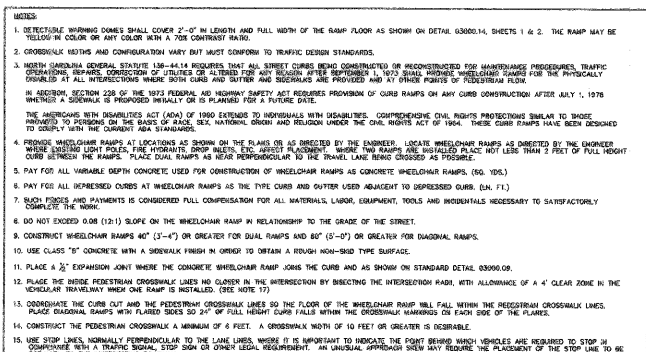 NOTES:
1. DETECTABLE WARNING DOMES SHALL COVER 2'-0" IN LENGTH AND FULL WIDTH OF THE RAMP FLOOR AS SHOWN ON DETAIL 03000.14, SHEETS 1 & 2. THE RAMP MAY BE
YELLOW IN COLOR OR ANY COLOR WITH A 70% CONTRAST RATIO.
2. CROSSWALK WIDTHS AND CONFIGURATION VARY BUT MUST CONFORM TO TRAFFIC DESIGN STANDARDS.
3. NORTH CAROLINA GENERAL STATUTE 136-44.14 REQUIRES THAT ALL STREET CURBS BEING CONSTRUCTED OR RECONSTRUCTED FOR MAINTENANCE PROCEDURES, TRAFFIC
OPERATIONS, REPAIRS, CORRECTION OF UTILITIES OR ALTERED FOR ANY REASON AFTER SEPTEMBER 1, 1973 SHALL PROVIDE WHEELCHAIR RAMPS FOR THE PHYSICALLY
DISABLED AT ALL INTERSECTIONS WHERE BOTH CURB AND GUTTER AND SIDEWALKS ARE PROVIDED AND AT OTHER POINTS OF PEDESTRIAN FLOW.
IN ADDITION, SECTION 228 OF THE 1973 FEDERAL AID HIGHWAY SAFETY ACT REQUIRES PROVISION OF CURB RAMPS ON ANY CURB CONSTRUCTION AFTER JULY 1, 1976
WHETHER A SIDEWALK IS PROPOSED INITIALLY OR IS PLANNED FOR A FUTURE DATE.
THE AMERICANS WITH DISABILITIES ACT (ADA) OF 1990 EXTENDS TO INDIVIDUALS WITH DISABILITIES. COMPREHENSIVE CIVIL RIGHTS PROTECTIONS SIMILAR TO THOSE
PROVIDED TO PERSONS ON THE BASIS OF RACE, SEX, NATIONAL ORIGIN AND RELIGION UNDER THE CIVIL RIGHTS ACT OF 1964. THESE CURB RAMPS HAVE BEEN DESIGNED
TO COMPLY WITH THE CURRENT ADA STANDARDS.
4. PROVIDE WHEELCHAIR RAMPS AT LOCATIONS AS SHOWN ON THE PLANS OR AS DIRECTED BY THE ENGINEER. LOCATE WHEELCHAIR RAMPS AS DIRECTED BY THE ENGINEER
WHERE EXISTING LIGHT POLES, FIRE HYDRANTS, DROP INLETS, ETC. AFFECT PLACEMENT. WHERE TWO RAMPS ARE INSTALLED PLACE NOT LESS THAN 2 FEET OF FULL HEIGHT
CURB BETWEEN THE RAMPS. PLACE DUAL RAMPS AS NEAR PERPENDICULAR TO THE TRAVEL LANE BEING CROSSED AS POSSIBLE.
5. PAY FOR ALL VARIABLE DEPTH CONCRETE USED FOR CONSTRUCTION OF WHEELCHAIR RAMPS AS CONCRETE WHEELCHAIR RAMPS. (SQ. YDS.)
6. PAY FOR ALL DEPRESSED CURBS AT WHEELCHAIR RAMPS AS THE TYPE CURB AND GUTTER USED ADJACENT TO DEPRESSED CURB. (LN. FT.)
7. SUCH PRICES AND PAYMENTS IS CONSIDERED FULL COMPENSATION FOR ALL MATERIALS, LABOR, EQUIPMENT, TOOLS AND INCIDENTALS NECESSARY TO SATISFACTORILY
COMPLETE THE WORK.
8. DO NOT EXCEED 0.08 (12:1) SLOPE ON THE WHEELCHAIR RAMP IN RELATIONSHIP TO THE GRADE OF THE STREET.
9. CONSTRUCT WHEELCHAIR RAMPS 40" (3'-4") OR GREATER FOR DUAL RAMPS AND 60" (5'-0") OR GREATER FOR DIAGONAL RAMPS.
10. USE CLASS "B" CONCRETE WITH A SIDEWALK FINISH IN ORDER TO OBTAIN A ROUGH NON-SKID TYPE SURFACE.
11. PLACE A ½" EXPANSION JOINT WHERE THE CONCRETE WHEELCHAIR RAMP JOINS THE CURB AND AS SHOWN ON STANDARD DETAIL 03000.09.
12. PLACE THE INSIDE PEDESTRIAN CROSSWALK LINES NO CLOSER IN THE INTERSECTION BY BISECTING THE INTERSECTION RADII, WITH ALLOWANCE OF A 4' CLEAR ZONE IN THE
VEHICULAR TRAVELWAY WHEN ONE RAMP IS INSTALLED. (SEE NOTE 17)
13. COORDINATE THE CURB CUT AND THE PEDESTRIAN CROSSWALK LINES SO THE FLOOR OF THE WHEELCHAIR RAMP WILL FALL WITHIN THE PEDESTRIAN CROSSWALK LINES.
PLACE DIAGONAL RAMPS WITH FLARED SIDES SO 24" OF FULL HEIGHT CURB FALLS WITHIN THE CROSSWALK MARKINGS ON EACH SIDE OF THE FLARES.
14. CONSTRUCT THE PEDESTRIAN CROSSWALK A MINIMUM OF 6 FEET. A CROSSWALK WIDTH OF 10 FEET OR GREATER IS DESIRABLE.
15. USE STOP LINES, NORMALLY PERPENDICULAR TO THE LANE LINES, WHERE IT IS IMPORTANT TO INDICATE THE POINT BEHIND WHICH VEHICLES ARE REQUIRED TO STOP IN
COMPLIANCE WITH A TRAFFIC SIGNAL, STOP SIGN OR OTHER LEGAL REQUIREMENT. AN UNUSUAL APPROACH SKEW MAY REQUIRE THE PLACEMENT OF THE STOP LINE TO BE